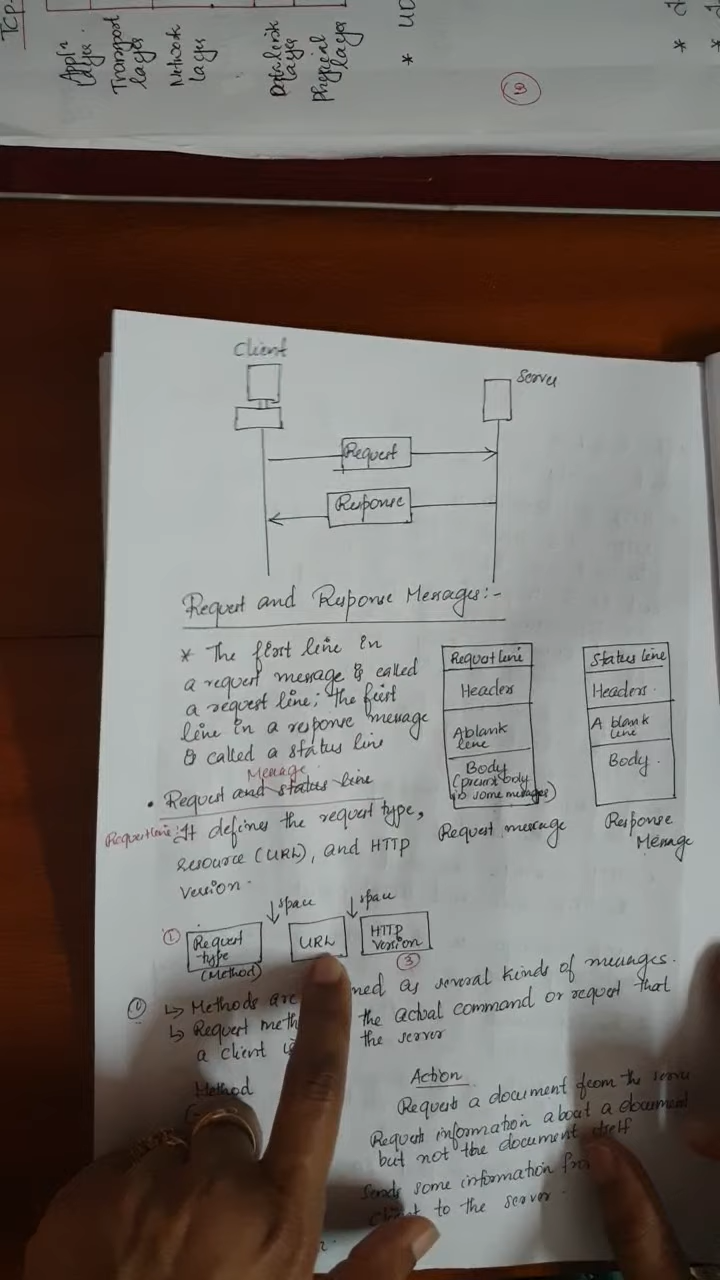 TCP
Appln layer
Transport layer
Network layer
Datalink layer
Physical layer
*
*
*
Client
Server
Request
Response
Request and Response Messages:-
* The first line in
a request message is called
a request line; The first
line in a response message
is called a status line
Request line
Headers
A blank
line
Body
(present body
in some messages)
Request message
Status line
Headers
A blank
line
Body
Response
Message
Message
• Request and status line
Request line: It defines the request type,
resource (URL), and HTTP
version.
↓ space
↓ space
① Request
type
(Method)
URL
HTTP
version
③
① ↳ Methods are ned as several kinds of messages.
↳ Request meth the actual command or request that
a client the server
Method
Action
Request a document from the server
Request information about a document
but not the document itself
Sends some information from
client to the server.